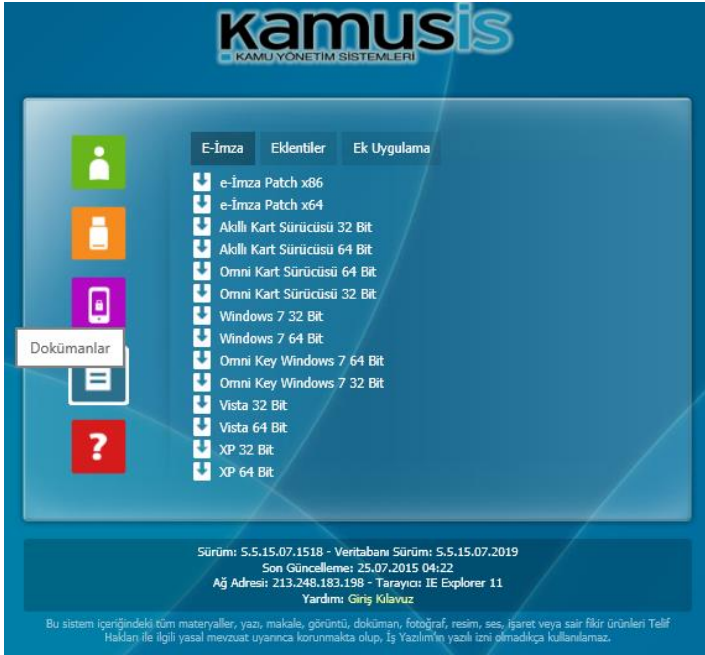 Kamusis
KAMU YÖNETİM SİSTEMLERİ
E-İmza Eklentiler Ek Uygulama
e-İmza Patch x86
e-İmza Patch x64
Akıllı Kart Sürücüsü 32 Bit
Akıllı Kart Sürücüsü 64 Bit
Omni Kart Sürücüsü 64 Bit
Omni Kart Sürücüsü 32 Bit
Windows 7 32 Bit
Windows 7 64 Bit
Dokümanlar
Omni Key Windows 7 64 Bit
Omni Key Windows 7 32 Bit
Vista 32 Bit
Vista 64 Bit
?
XP 32 Bit
XP 64 Bit
Sürüm: S.5.15.07.1518 - Veritabanı Sürüm: S.5.15.07.2019
Son Güncelleme: 25.07.2015 04:22
Ağ Adresi: 213.248.183.198 - Tarayıcı: IE Explorer 11
Yardım: Giriş Kılavuz
Bu sistem içeriğindeki tüm materyaller, yazı, makale, görüntü, doküman, fotoğraf, resim, ses, işaret veya sair fikir ürünleri Telif
Hakları ile ilgili yasal mevzuat uyarınca korunmakta olup, İş Yazılım'ın yazılı izni olmadıkça kullanılamaz.